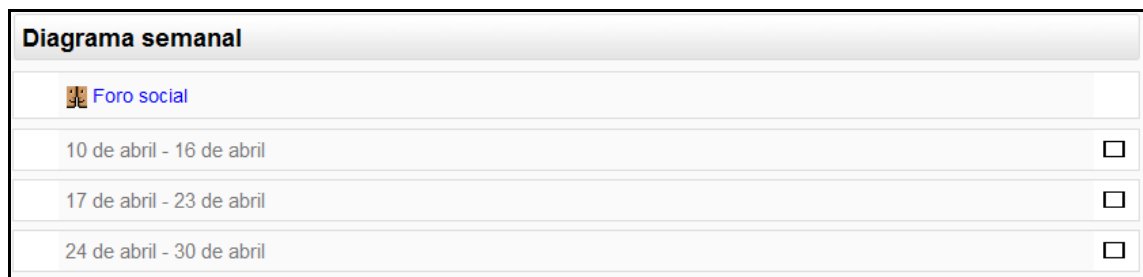 Diagrama semanal
Foro social
10 de abril - 16 de abril
17 de abril - 23 de abril
24 de abril - 30 de abril